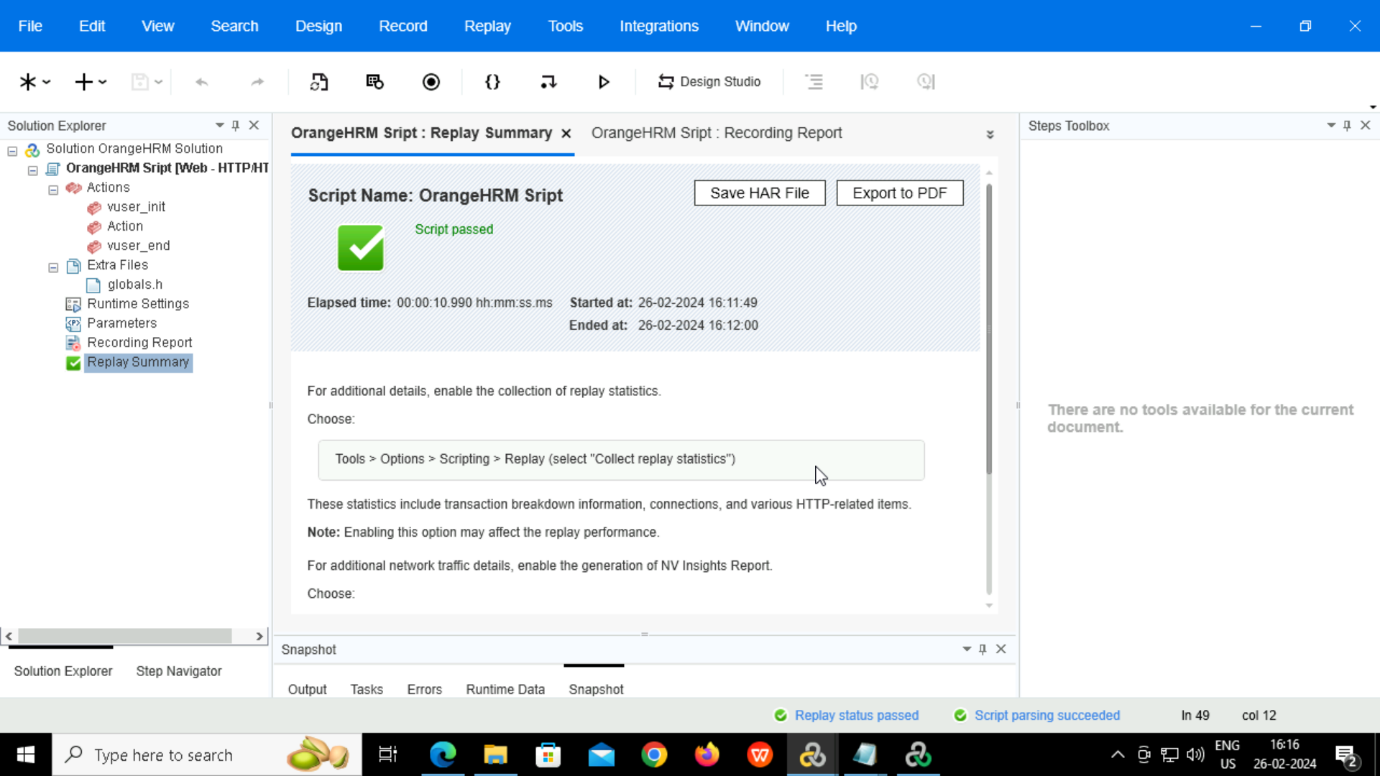 File Edit View Search Design Record Replay Tools Integrations Window Help
Design Studio
Solution Explorer
Solution OrangeHRM Solution
OrangeHRM Sript [Web - HTTP/HT
Actions
vuser_init
Action
vuser_end
Extra Files
globals.h
Runtime Settings
Parameters
Recording Report
Replay Summary
Solution Explorer Step Navigator
OrangeHRM Sript : Replay Summary OrangeHRM Sript : Recording Report
Script Name: OrangeHRM Sript
Save HAR File Export to PDF
Script passed
Elapsed time: 00:00:10.990 hh:mm:ss.ms Started at: 26-02-2024 16:11:49
Ended at: 26-02-2024 16:12:00
For additional details, enable the collection of replay statistics.
Choose:
Tools > Options > Scripting > Replay (select "Collect replay statistics")
These statistics include transaction breakdown information, connections, and various HTTP-related items.
Note: Enabling this option may affect the replay performance.
For additional network traffic details, enable the generation of NV Insights Report.
Choose:
Snapshot
Output Tasks Errors Runtime Data Snapshot
Steps Toolbox
There are no tools available for the current
document.
Replay status passed Script parsing succeeded ln 49 col 12
Type here to search
ENG
US
16:16
26-02-2024
2